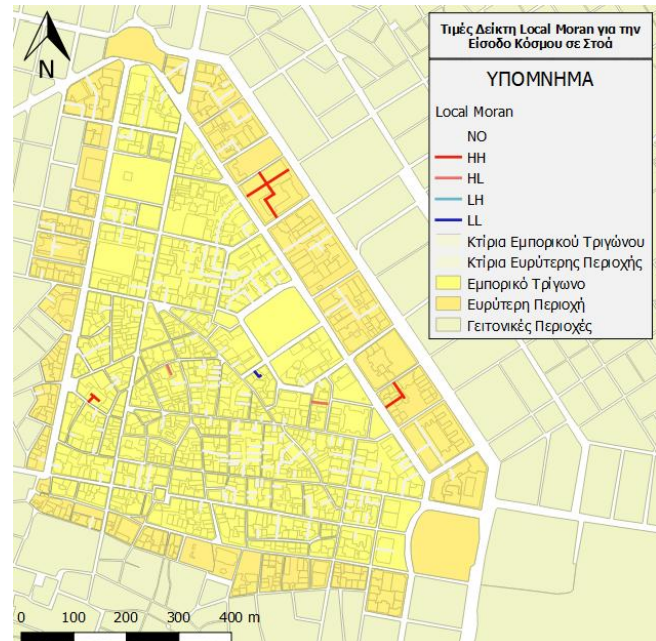 Τιμές Δείκτη Local Moran για την
Είσοδο Κόσμου σε Στοά
N
ΥΠΟΜΝΗΜΑ
Local Moran
NO
HH
HL
LH
LL
Κτίρια Εμπορικού Τριγώνου
Κτίρια Ευρύτερης Περιοχής
Εμπορικό Τρίγωνο
Ευρύτερη Περιοχή
Γειτονικές Περιοχές
0 100 200 300 400 m